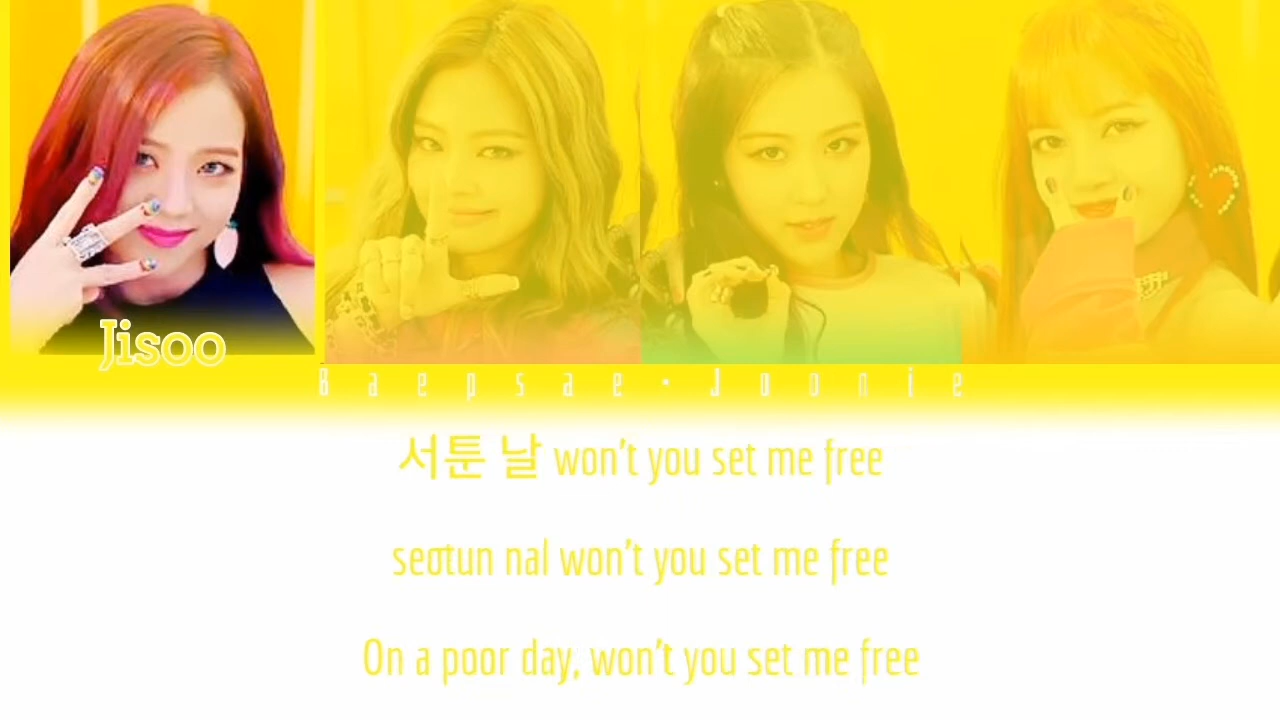 Jisoo
Baepsae • Joonie
서툰 날 won't you set me free
seotun nal won't you set me free
On a poor day, won't you set me free